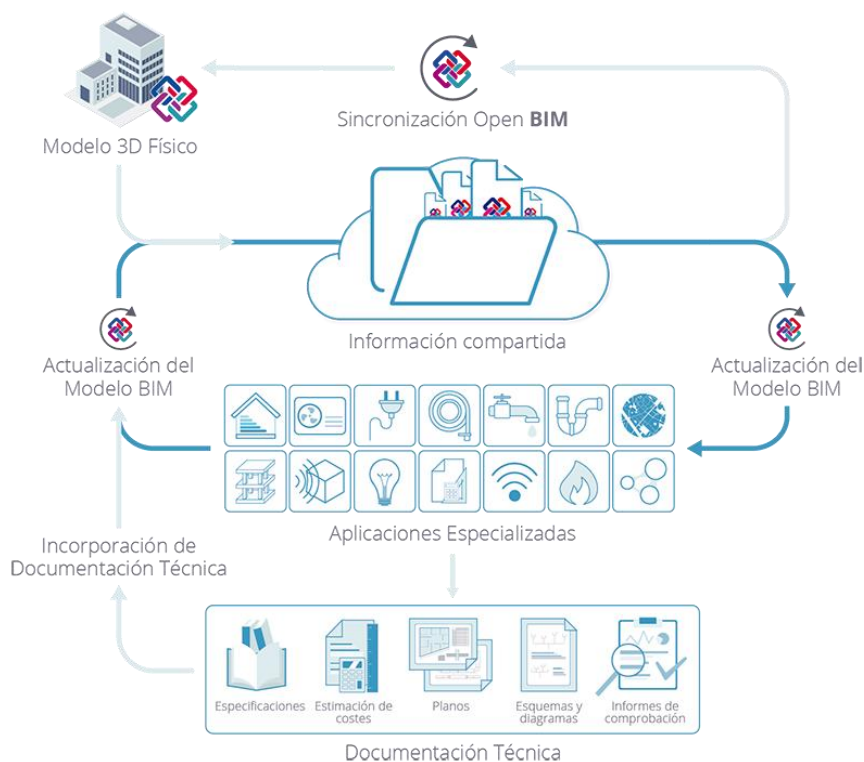 Sincronización Open BIM
Modelo 3D Físico
Información compartida
Actualización del
Modelo BIM
Actualización del
Modelo BIM
Aplicaciones Especializadas
Incorporación de
Documentación Técnica
Especificaciones
Estimación de
costes
Planos
Esquemas y
diagramas
Informes de
comprobación
Documentación Técnica